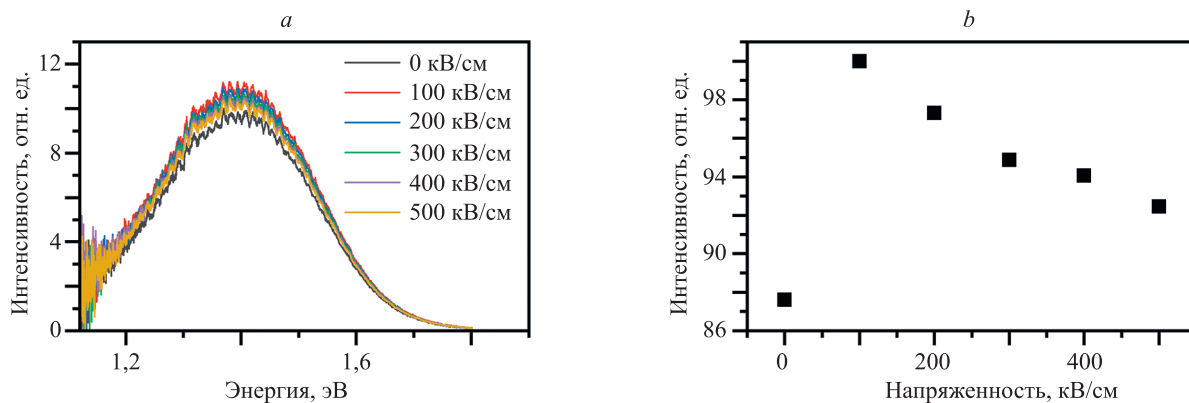 a
Интенсивность, отн. ед.
12
9
8
4
0
1,2
1,6
Энергия, эВ
0 кВ/см
100 кВ/см
200 кВ/см
300 кВ/см
400 кВ/см
500 кВ/см
b
Интенсивность, отн. ед.
98
94
90
86
0
200
400
Напряженность, кВ/см